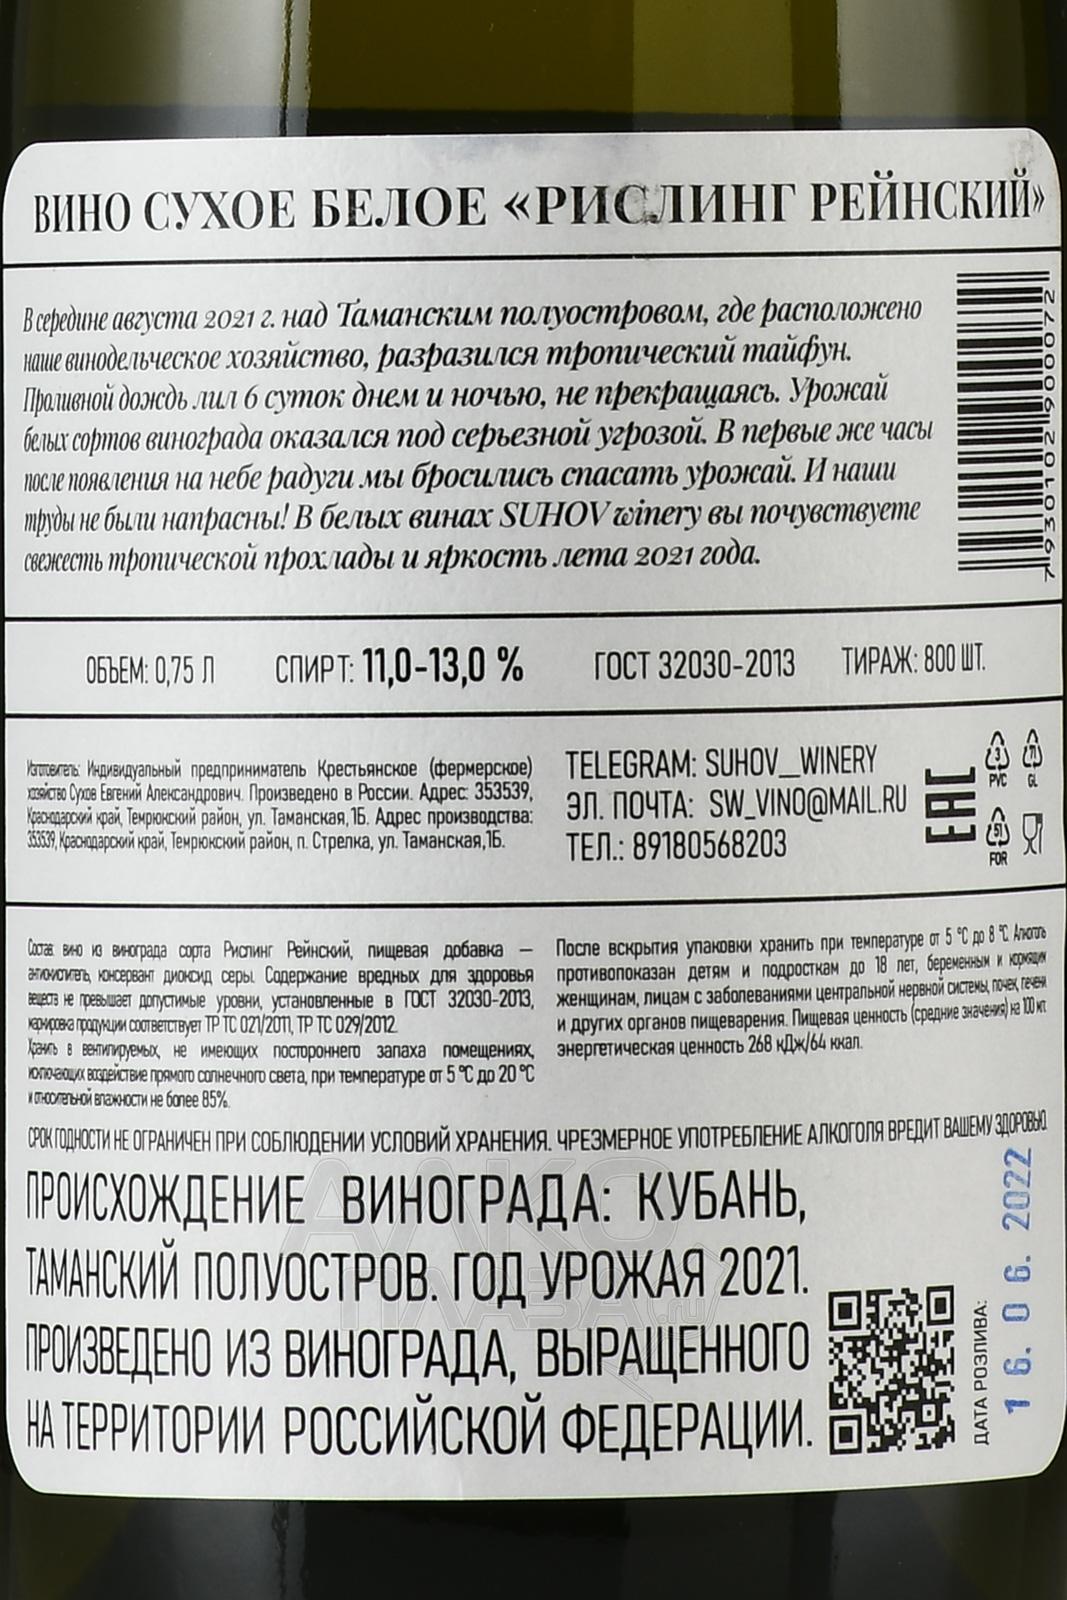 ВИНО СУХОЕ БЕЛОЕ «РИСЛИНГ РЕЙНСКИЙ»
В середине августа 2021 г. над Таманским полуостровом, где расположено
наше винодельческое хозяйство, разразился тропический тайфун.
Проливной дождь лил 6 суток днем и ночью, не прекращаясь. Урожай
белых сортов винограда оказался под серьезной угрозой. В первые же часы
после появления на небе радуги мы бросились спасать урожай. И наши
труды не были напрасны! В белых винах SUHOV winery вы почувствуете
свежесть тропической прохлады и яркость лета 2021 года.
7930102900072
ОБЪЕМ: 0,75 Л СПИРТ: 11,0-13,0 % ГОСТ 32030-2013 ТИРАЖ: 800 ШТ.
Изготовитель: Индивидуальный предприниматель Крестьянское (фермерское)
хозяйство Сухов Евгений Александрович. Произведено в России. Адрес: 353539,
Краснодарский край, Темрюкский район, ул. Таманская,1Б. Адрес производства:
353539, Краснодарский край, Темрюкский район, п. Стрелка, ул. Таманская,1Б.
TELEGRAM: SUHOV_WINERY
ЭЛ. ПОЧТА: SW_VINO@MAIL.RU
ТЕЛ.: 89180568203
EAC
3
PVC
71
GL
51
FOR
Состав: вино из винограда сорта Рислинг Рейнский, пищевая добавка —
антиокислитель, консервант диоксид серы. Содержание вредных для здоровья
веществ не превышает допустимые уровни, установленные в ГОСТ 32030-2013,
маркировка продукции соответствует ТР ТС 021/2011, ТР ТС 029/2012.
Хранить в вентилируемых, не имеющих постороннего запаха помещениях,
исключающих воздействие прямого солнечного света, при температуре от 5 °С до 20 °С
и относительной влажности не более 85%.
После вскрытия упаковки хранить при температуре от 5 °С до 8 °С. Алкоголь
противопоказан детям и подросткам до 18 лет, беременным и кормящим
женщинам, лицам с заболеваниями центральной нервной системы, почек, печени
и других органов пищеварения. Пищевая ценность (средние значения) на 100 мл:
энергетическая ценность 268 кДж/64 ккал.
СРОК ГОДНОСТИ НЕ ОГРАНИЧЕН ПРИ СОБЛЮДЕНИИ УСЛОВИЙ ХРАНЕНИЯ. ЧРЕЗМЕРНОЕ УПОТРЕБЛЕНИЕ АЛКОГОЛЯ ВРЕДИТ ВАШЕМУ ЗДОРОВЬЮ.
ПРОИСХОЖДЕНИЕ ВИНОГРАДА: КУБАНЬ,
ТАМАНСКИЙ ПОЛУОСТРОВ. ГОД УРОЖАЯ 2021.
ПРОИЗВЕДЕНО ИЗ ВИНОГРАДА, ВЫРАЩЕННОГО
НА ТЕРРИТОРИИ РОССИЙСКОЙ ФЕДЕРАЦИИ.
ДАТА РОЗЛИВА:
16.06.2022
АЛКО
ПЛАЗА.ru